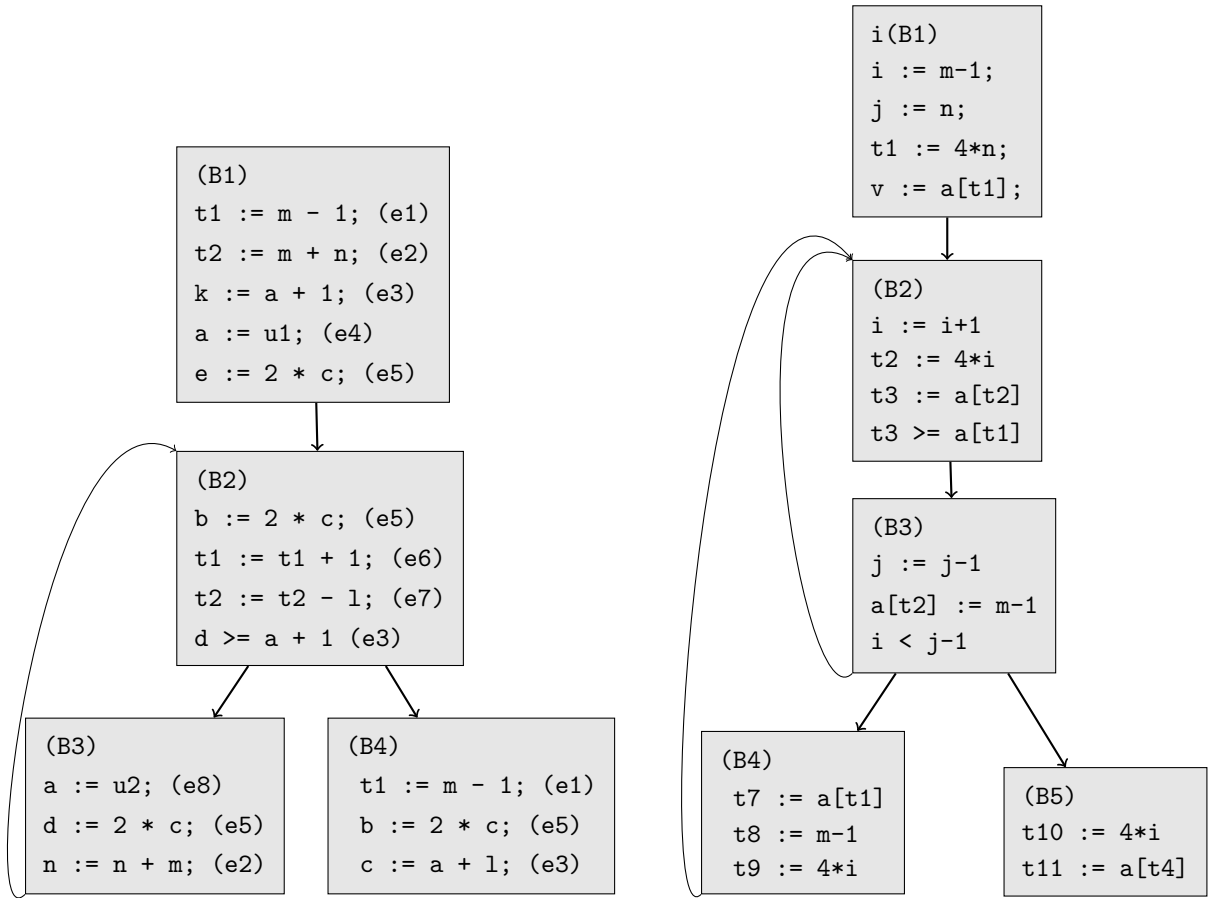 (B1)
t1 := m - 1; (e1)
t2 := m + n; (e2)
k := a + 1; (e3)
a := u1; (e4)
e := 2 * c; (e5)
(B2)
b := 2 * c; (e5)
t1 := t1 + 1; (e6)
t2 := t2 - l; (e7)
d >= a + 1 (e3)
(B3)
a := u2; (e8)
d := 2 * c; (e5)
n := n + m; (e2)
(B4)
t1 := m - 1; (e1)
b := 2 * c; (e5)
c := a + l; (e3)
i(B1)
i := m-1;
j := n;
t1 := 4*n;
v := a[t1];
(B2)
i := i+1
t2 := 4*i
t3 := a[t2]
t3 >= a[t1]
(B3)
j := j-1
a[t2] := m-1
i < j-1
(B4)
t7 := a[t1]
t8 := m-1
t9 := 4*i
(B5)
t10 := 4*i
t11 := a[t4]